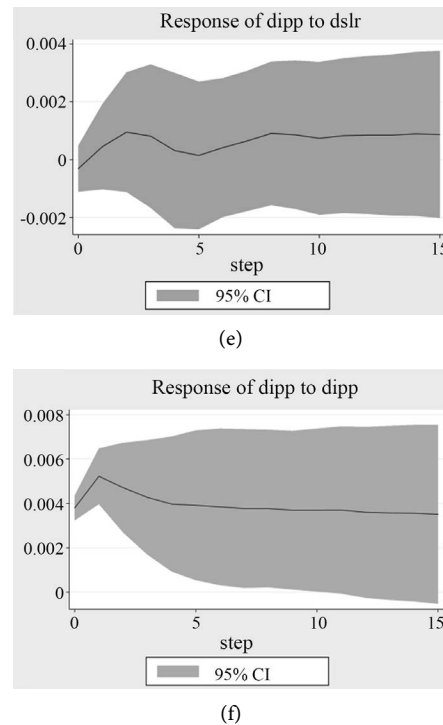 Response of dipp to dslr
0.004
0.002
0
-0.002
0
5
10
15
step
95% CI
(e)
Response of dipp to dipp
0.008
0.006
0.004
0.002
0
0
5
10
15
step
95% CI
(f)